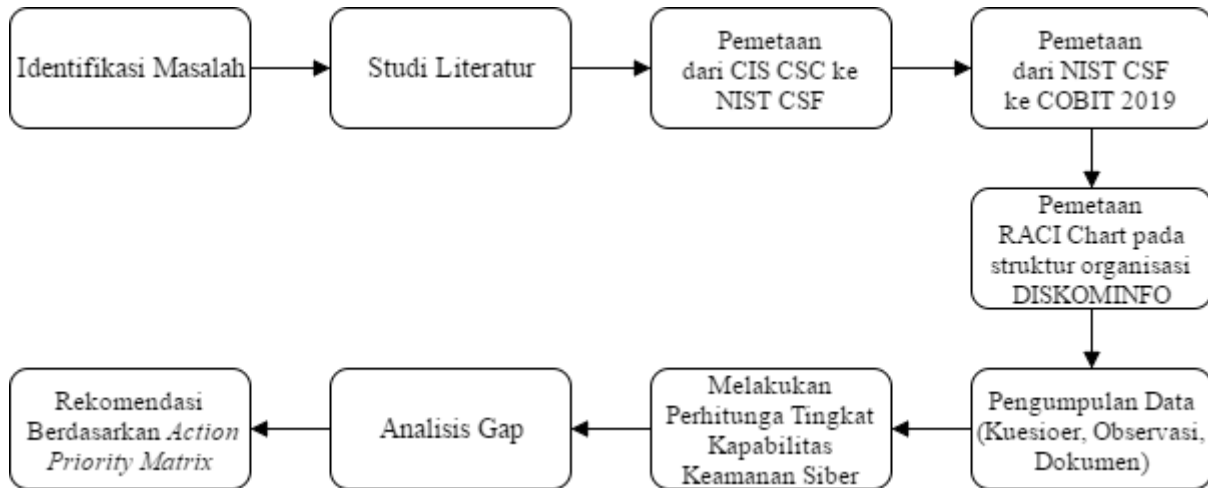 Identifikasi Masalah
Studi Literatur
Pemetaan
dari CIS CSC ke
NIST CSF
Pemetaan
dari NIST CSF
ke COBIT 2019
Pemetaan
RACI Chart pada
struktur organisasi
DISKOMINFO
Pengumpulan Data
(Kuesioer, Observasi,
Dokumen)
Melakukan
Perhitunga Tingkat
Kapabilitas
Keamanan Siber
Analisis Gap
Rekomendasi
Berdasarkan Action
Priority Matrix